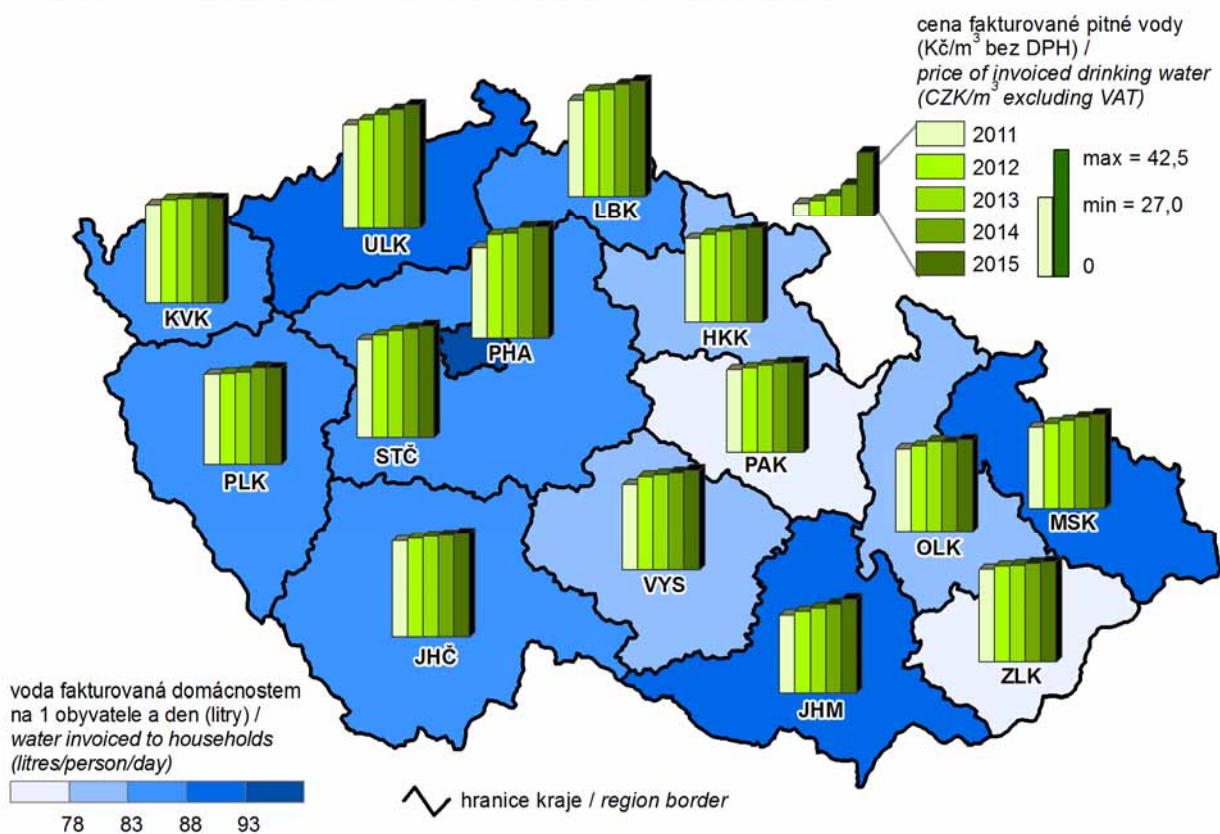 cena fakturované pitné vody
(Kč/m³ bez DPH) /
price of invoiced drinking water
(CZK/m³ excluding VAT)
2011
2012
2013
2014
2015
max = 42,5
min = 27,0
0
LBK
ULK
KVK
HKK
PHA
STČ
PAK
PLK
MSK
OLK
VYS
JHČ
ZLK
JHM
voda fakturovaná domácnostem
na 1 obyvatele a den (litry) /
water invoiced to households
(litres/person/day)
78 83 88 93
hranice kraje / region border